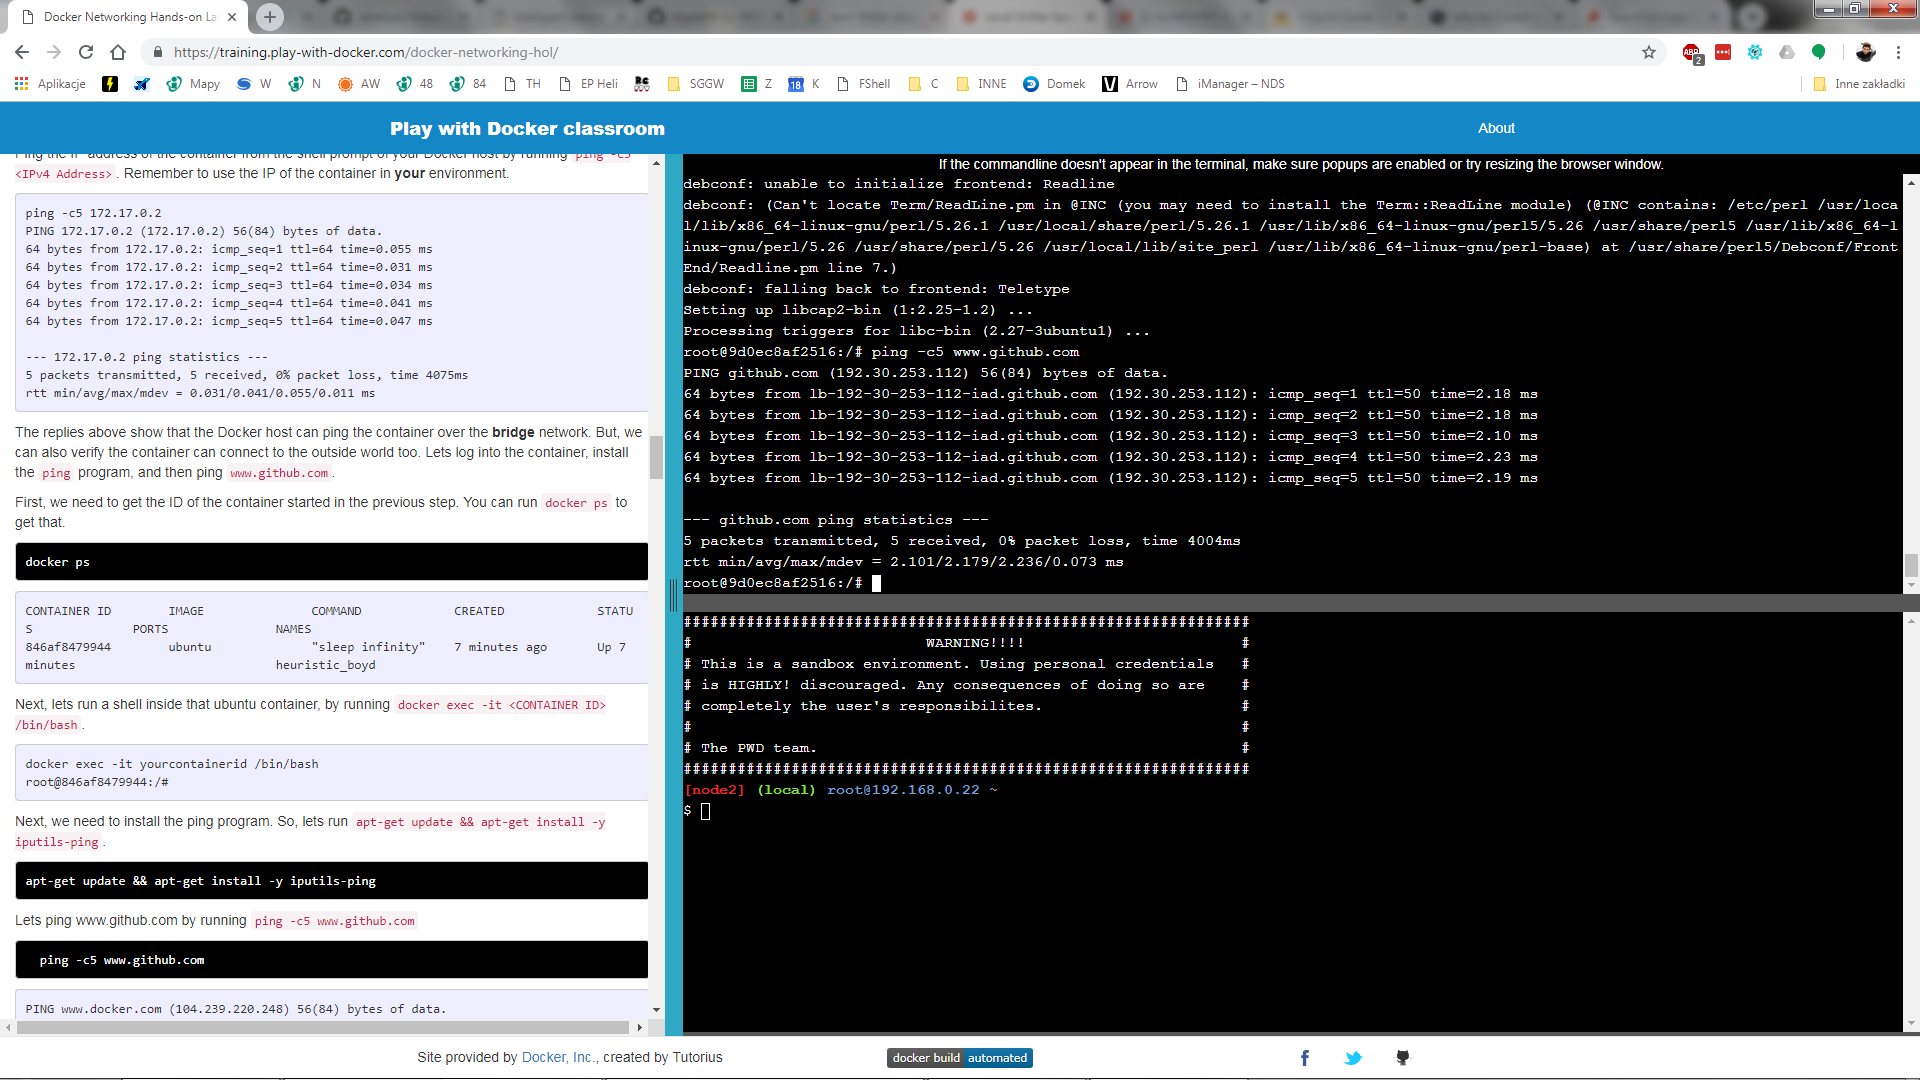 Docker Networking Hands-on La
https://training.play-with-docker.com/docker-networking-hol/
ABP 2
Aplikacje Mapy W N AW 48 84 TH EP Heli RC SGGW Z 18 K FShell C INNE Domek V Arrow iManager – NDS Inne zakładki
Play with Docker classroom
About
Ping the IP address of the container from the shell prompt of your Docker host by running ping -c5
<IPv4 Address> . Remember to use the IP of the container in your environment.
ping -c5 172.17.0.2
PING 172.17.0.2 (172.17.0.2) 56(84) bytes of data.
64 bytes from 172.17.0.2: icmp_seq=1 ttl=64 time=0.055 ms
64 bytes from 172.17.0.2: icmp_seq=2 ttl=64 time=0.031 ms
64 bytes from 172.17.0.2: icmp_seq=3 ttl=64 time=0.034 ms
64 bytes from 172.17.0.2: icmp_seq=4 ttl=64 time=0.041 ms
64 bytes from 172.17.0.2: icmp_seq=5 ttl=64 time=0.047 ms
--- 172.17.0.2 ping statistics ---
5 packets transmitted, 5 received, 0% packet loss, time 4075ms
rtt min/avg/max/mdev = 0.031/0.041/0.055/0.011 ms
The replies above show that the Docker host can ping the container over the bridge network. But, we
can also verify the container can connect to the outside world too. Lets log into the container, install
the ping program, and then ping www.github.com .
First, we need to get the ID of the container started in the previous step. You can run docker ps to
get that.
docker ps
CONTAINER ID IMAGE COMMAND CREATED STATU
S PORTS NAMES
846af8479944 ubuntu "sleep infinity" 7 minutes ago Up 7
minutes heuristic_boyd
Next, lets run a shell inside that ubuntu container, by running docker exec -it <CONTAINER ID>
/bin/bash .
docker exec -it yourcontainerid /bin/bash
root@846af8479944:/#
Next, we need to install the ping program. So, lets run apt-get update && apt-get install -y
iputils-ping .
apt-get update && apt-get install -y iputils-ping
Lets ping www.github.com by running ping -c5 www.github.com
ping -c5 www.github.com
PING www.docker.com (104.239.220.248) 56(84) bytes of data.
If the commandline doesn't appear in the terminal, make sure popups are enabled or try resizing the browser window.
debconf: unable to initialize frontend: Readline
debconf: (Can't locate Term/ReadLine.pm in @INC (you may need to install the Term::ReadLine module) (@INC contains: /etc/perl /usr/loca
l/lib/x86_64-linux-gnu/perl/5.26.1 /usr/local/share/perl/5.26.1 /usr/lib/x86_64-linux-gnu/perl5/5.26 /usr/share/perl5 /usr/lib/x86_64-l
inux-gnu/perl/5.26 /usr/share/perl/5.26 /usr/local/lib/site_perl /usr/lib/x86_64-linux-gnu/perl-base) at /usr/share/perl5/Debconf/Front
End/Readline.pm line 7.)
debconf: falling back to frontend: Teletype
Setting up libcap2-bin (1:2.25-1.2) ...
Processing triggers for libc-bin (2.27-3ubuntu1) ...
root@9d0ec8af2516:/# ping -c5 www.github.com
PING github.com (192.30.253.112) 56(84) bytes of data.
64 bytes from lb-192-30-253-112-iad.github.com (192.30.253.112): icmp_seq=1 ttl=50 time=2.18 ms
64 bytes from lb-192-30-253-112-iad.github.com (192.30.253.112): icmp_seq=2 ttl=50 time=2.18 ms
64 bytes from lb-192-30-253-112-iad.github.com (192.30.253.112): icmp_seq=3 ttl=50 time=2.10 ms
64 bytes from lb-192-30-253-112-iad.github.com (192.30.253.112): icmp_seq=4 ttl=50 time=2.23 ms
64 bytes from lb-192-30-253-112-iad.github.com (192.30.253.112): icmp_seq=5 ttl=50 time=2.19 ms
--- github.com ping statistics ---
5 packets transmitted, 5 received, 0% packet loss, time 4004ms
rtt min/avg/max/mdev = 2.101/2.179/2.236/0.073 ms
root@9d0ec8af2516:/#
###############################################################
# WARNING!!!! #
# This is a sandbox environment. Using personal credentials #
# is HIGHLY! discouraged. Any consequences of doing so are #
# completely the user's responsibilites. #
# #
# The PWD team. #
###############################################################
[node2] (local) root@192.168.0.22 ~
$
Site provided by Docker, Inc., created by Tutorius
docker build automated